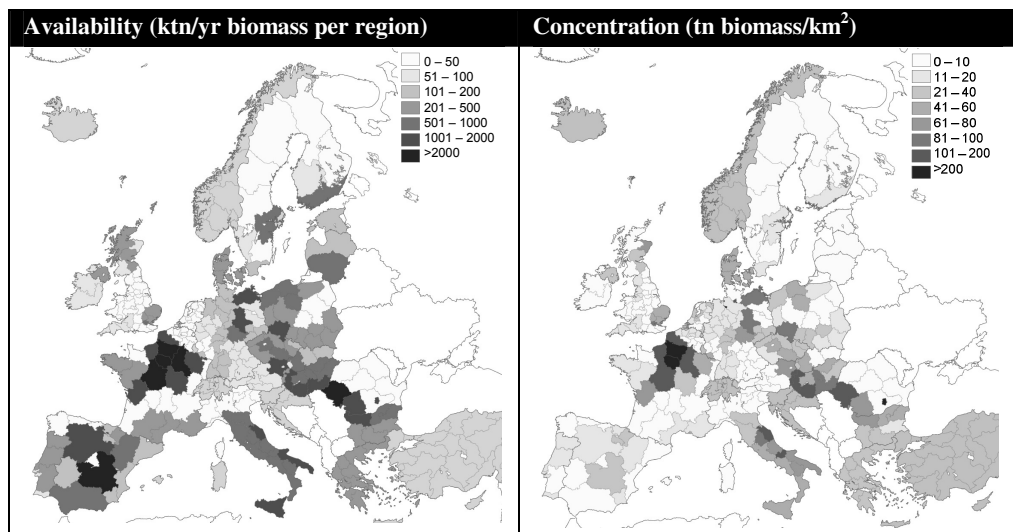 Availability (ktn/yr biomass per region)
0 – 50
51 - 100
101 – 200
201 – 500
501 – 1000
1001 – 2000
>2000
Concentration (tn biomass/km²)
0 – 10
11 – 20
21 – 40
41 – 60
61 – 80
81 – 100
101 – 200
>200